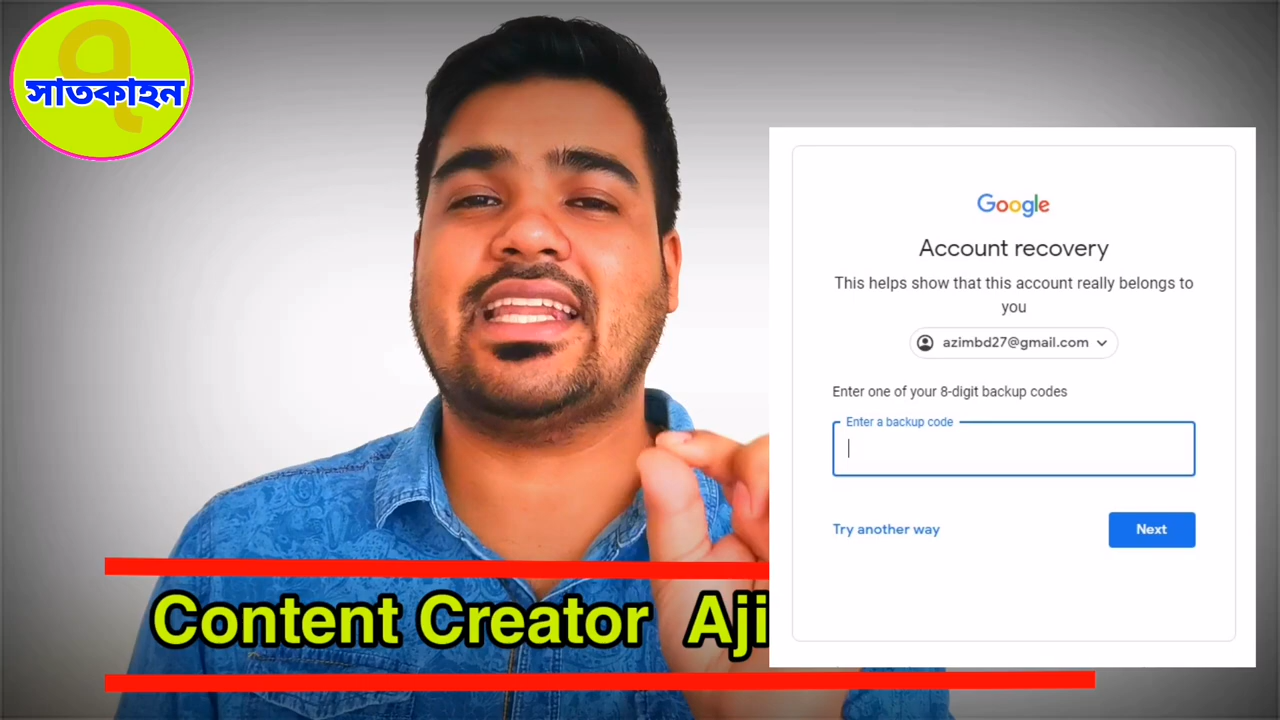 সাতকাহন
Google
Account recovery
This helps show that this account really belongs to
you
azimbd27@gmail.com
Enter one of your 8-digit backup codes
Enter a backup code
Try another way
Next
Content Creator Aji